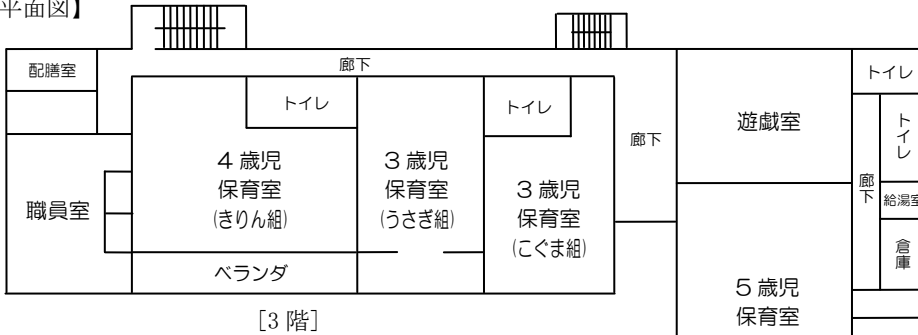 平面図】
配膳室
廊下
トイレ
トイレ
トイレ
遊戯室
廊下
トイレ
4歳児
保育室
(きりん組)
3歳児
保育室
(うさぎ組)
3歳児
保育室
(こぐま組)
職員室
廊下
給湯室
倉庫
ベランダ
5歳児
保育室
[3階]